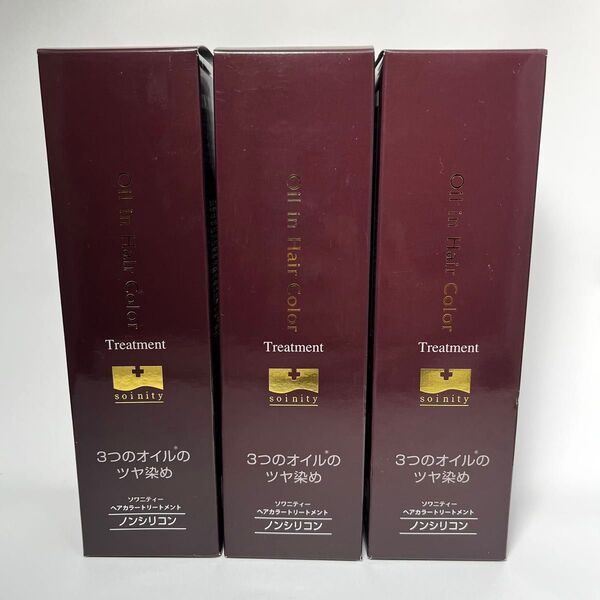 Oil in Hair Color
Treatment
soinity
3つのオイル*の
ツヤ染め
ソワニティー
ヘアカラートリートメント
ノンシリコン
Oil in Hair Color
Treatment
soinity
3つのオイル*の
ツヤ染め
ソワニティー
ヘアカラートリートメント
ノンシリコン
Oil in Hair Color
Treatment
soinity
3つのオイル*の
ツヤ染め
ソワニティー
ヘアカラートリートメント
ノンシリコン